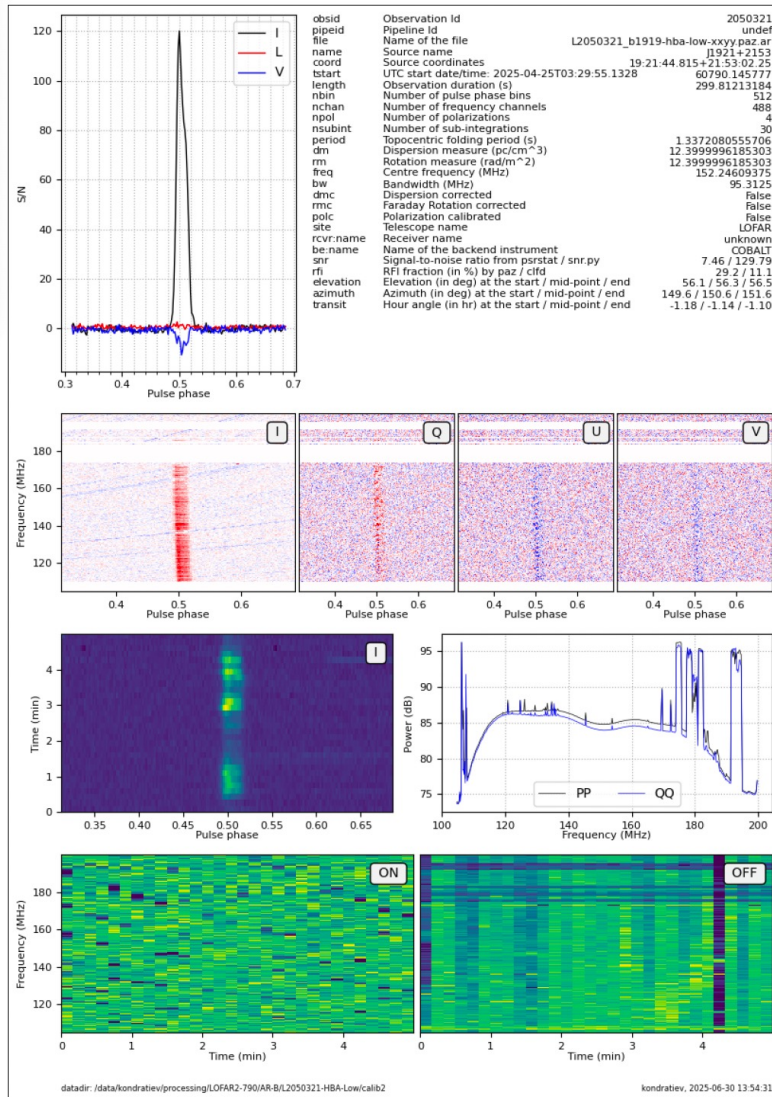 I
L
V
120
100
80
60
40
20
0
S/N
0.3 0.4 0.5 0.6 0.7
Pulse phase
obsid Observation Id 2050321
pipeid Pipeline Id undef
file Name of the file L2050321_b1919-hba-low-xxyy.paz.ar
name Source name J1921+2153
coord Source coordinates 19:21:44.815+21:53:02.25
tstart UTC start date/time: 2025-04-25T03:29:55.1328 60790.145777
length Observation duration (s) 299.81213184
nbin Number of pulse phase bins 512
nchan Number of frequency channels 488
npol Number of polarizations 4
nsubint Number of sub-integrations 30
period Topocentric folding period (s) 1.3372080555706
dm Dispersion measure (pc/cm^3) 12.3999996185303
rm Rotation measure (rad/m^2) 12.3999996185303
freq Centre frequency (MHz) 152.24609375
bw Bandwidth (MHz) 95.3125
dmc Dispersion corrected False
rmc Faraday Rotation corrected False
polc Polarization calibrated False
site Telescope name LOFAR
rcvr:name Receiver name unknown
be:name Name of the backend instrument COBALT
snr Signal-to-noise ratio from psrstat / snr.py 7.46 / 129.79
rfi RFI fraction (in %) by paz / clfd 29.2 / 11.1
elevation Elevation (in deg) at the start / mid-point / end 56.1 / 56.3 / 56.5
azimuth Azimuth (in deg) at the start / mid-point / end 149.6 / 150.6 / 151.6
transit Hour angle (in hr) at the start / mid-point / end -1.18 / -1.14 / -1.10
I Q U V
180
160
140
120
Frequency (MHz)
0.4 0.5 0.6 0.4 0.5 0.6 0.4 0.5 0.6 0.4 0.5 0.6
Pulse phase Pulse phase Pulse phase Pulse phase
I
4
3
2
1
0
Time (min)
0.35 0.40 0.45 0.50 0.55 0.60 0.65
Pulse phase
95
90
85
80
75
Power (dB)
PP QQ
100 120 140 160 180 200
Frequency (MHz)
ON OFF
180
160
140
120
Frequency (MHz)
0 1 2 3 4 0 1 2 3 4
Time (min) Time (min)
datadir: /data/kondratiev/processing/LOFAR2-790/AR-B/L2050321-HBA-Low/calib2 kondratiev, 2025-06-30 13:54:31